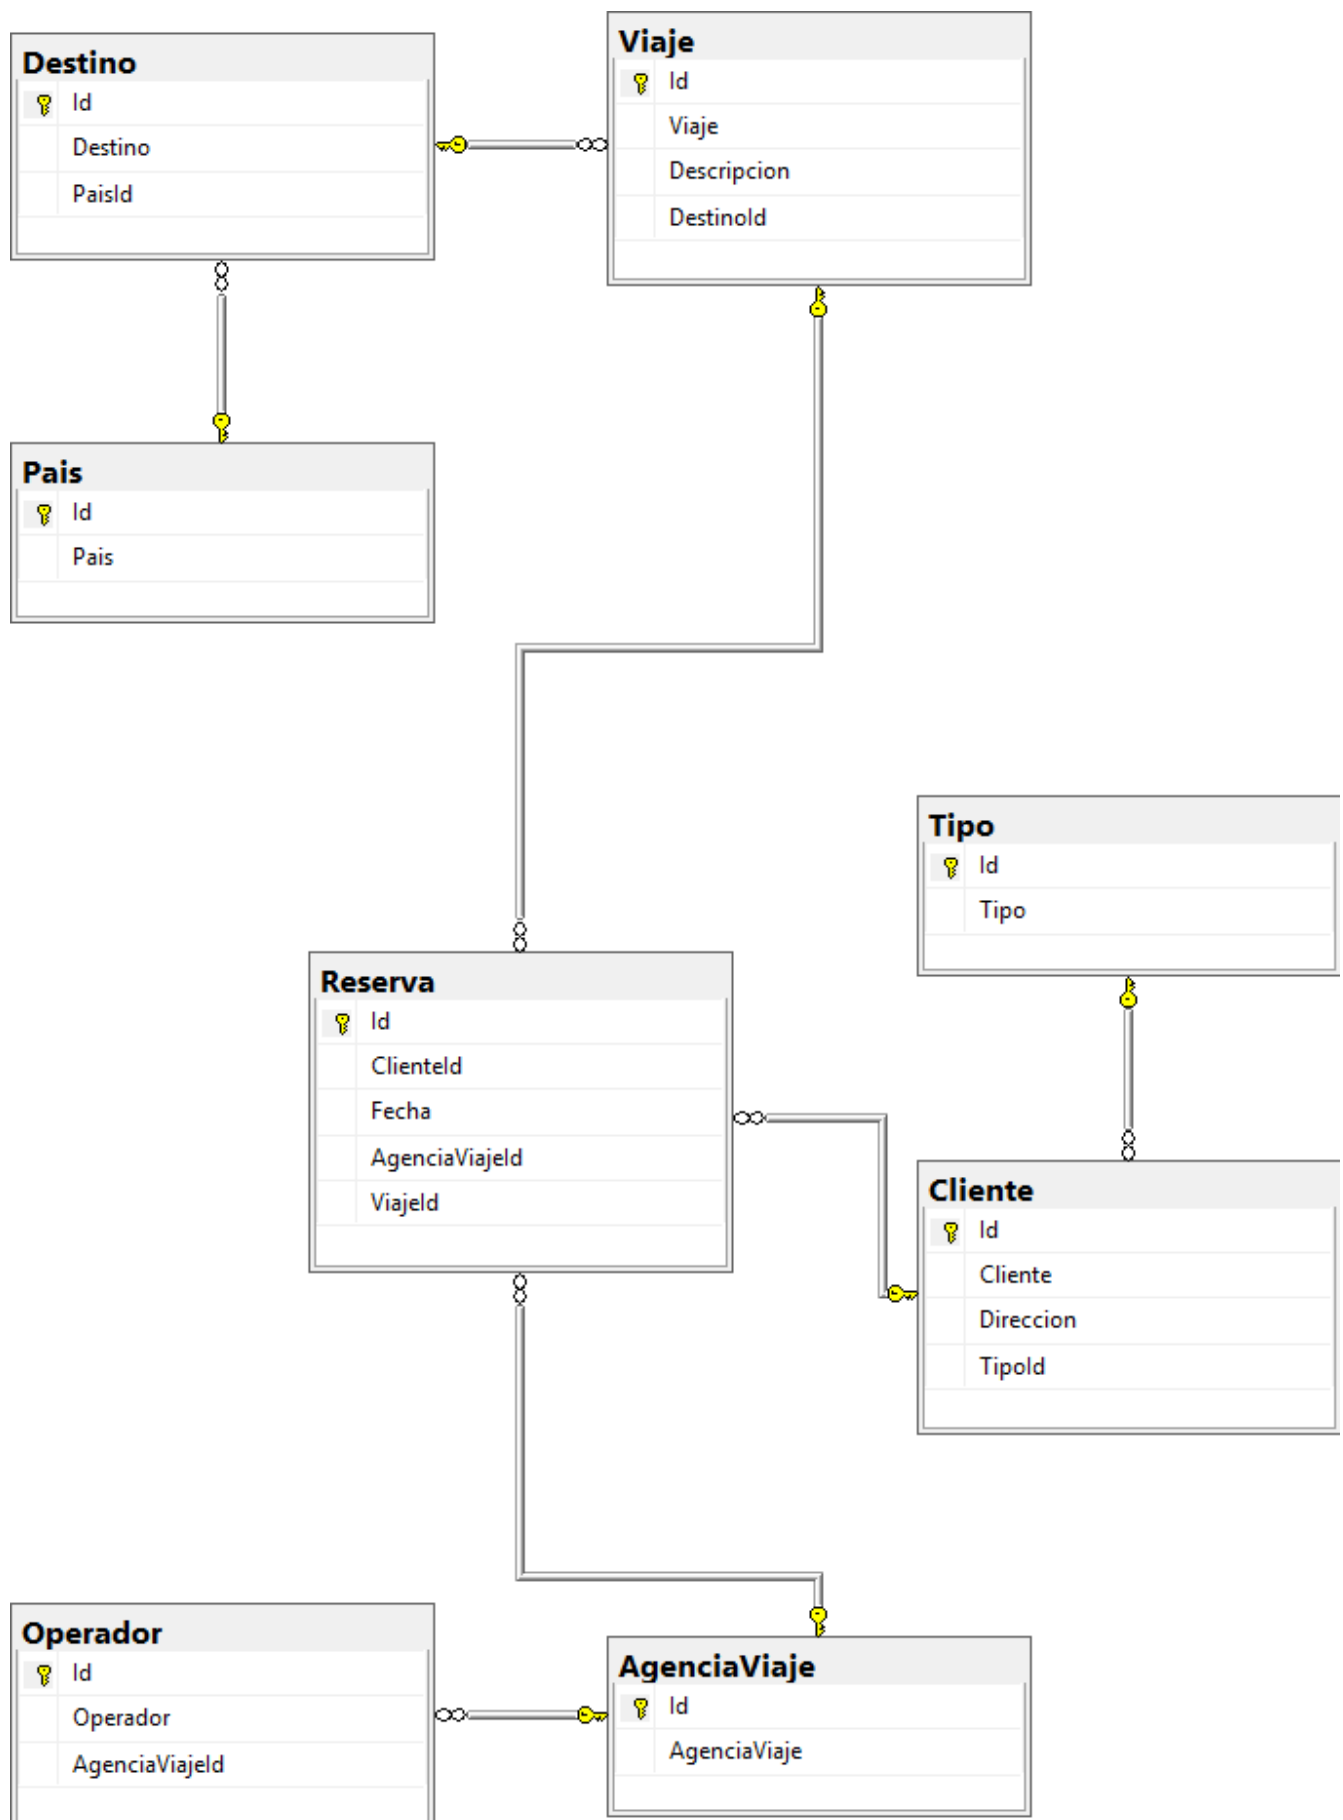 Destino
Id
Destino
PaisId
Viaje
Id
Viaje
Descripcion
DestinoId
Pais
Id
Pais
Tipo
Id
Tipo
Reserva
Id
ClienteId
Fecha
AgenciaViajeId
ViajeId
Cliente
Id
Cliente
Direccion
TipoId
Operador
Id
Operador
AgenciaViajeId
AgenciaViaje
Id
AgenciaViaje